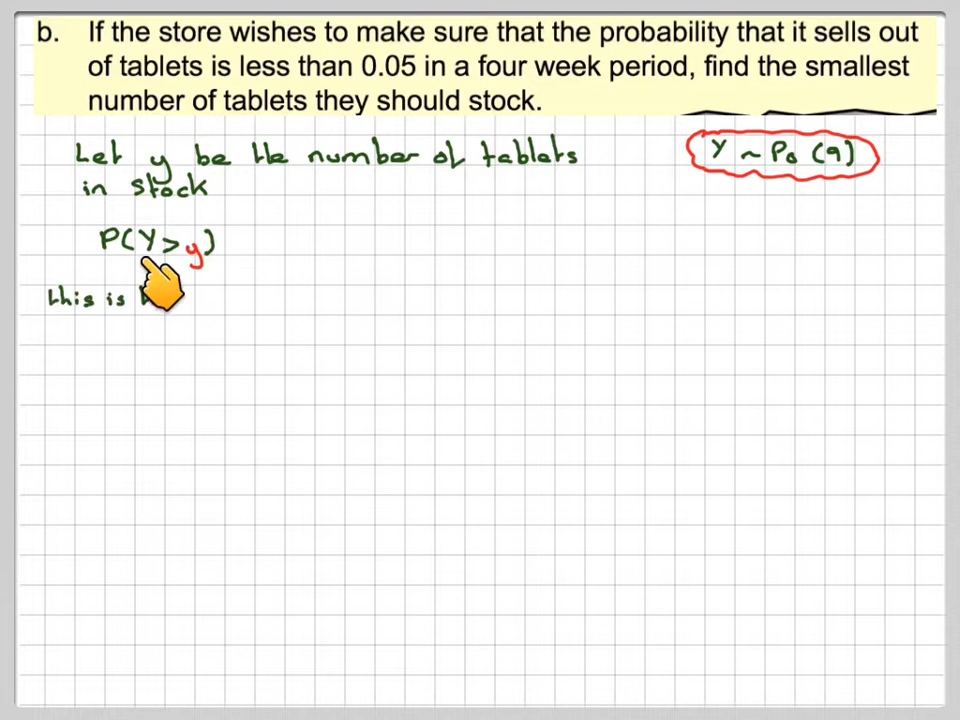 b. If the store wishes to make sure that the probability that it sells out
of tablets is less than 0.05 in a four week period, find the smallest
number of tablets they should stock.
Let y be the number of tablets
in stock
Y ~ Po (9)
P(Y > y)
this is